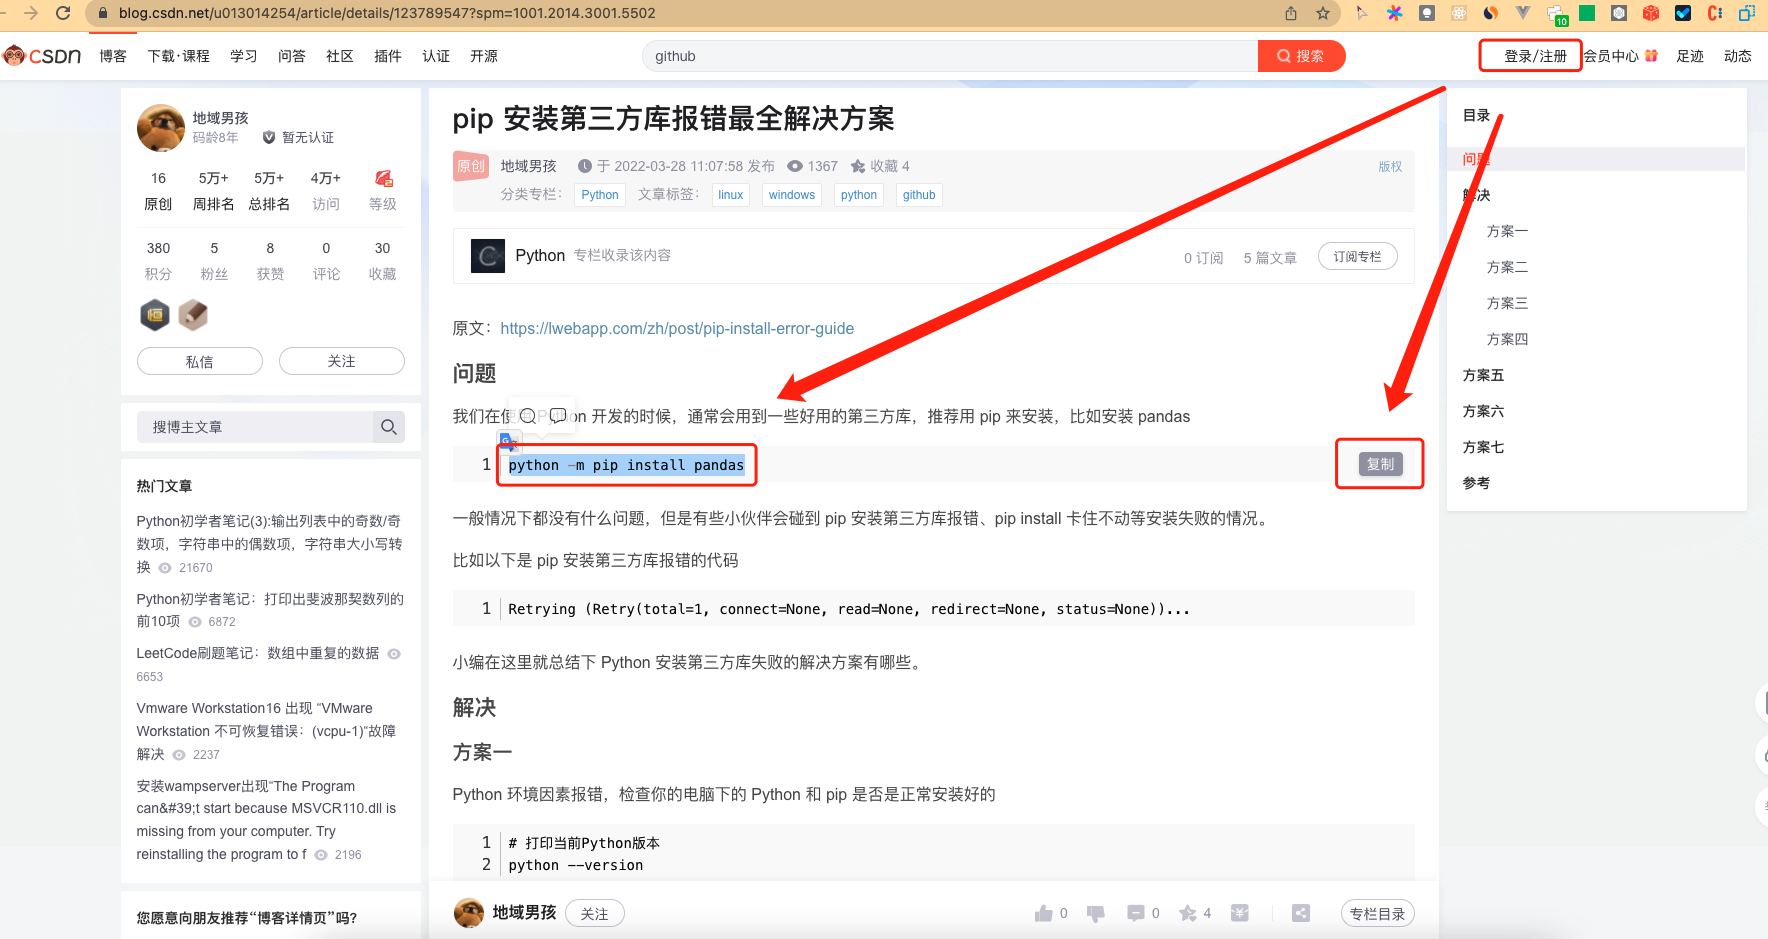 blog.csdn.net/u013014254/article/details/123789547?spm=1001.2014.3001.5502
10
CSDN 博客 下载·课程 学习 问答 社区 插件 认证 开源 github 搜索 登录/注册 会员中心 足迹 动态
地域男孩
码龄8年 暂无认证
16 5万+ 5万+ 4万+
原创 周排名 总排名 访问 等级
380 5 8 0 30
积分 粉丝 获赞 评论 收藏
私信 关注
搜博主文章
热门文章
Python初学者笔记(3):输出列表中的奇数/奇
数项，字符串中的偶数项，字符串大小写转
换 21670
Python初学者笔记：打印出斐波那契数列的
前10项 6872
LeetCode刷题笔记：数组中重复的数据
6653
Vmware Workstation16 出现 “VMware
Workstation 不可恢复错误：(vcpu-1)“故障
解决 2237
安装wampserver出现“The Program
can&#39;t start because MSVCR110.dll is
missing from your computer. Try
reinstalling the program to f 2196
您愿意向朋友推荐“博客详情页”吗?
pip 安装第三方库报错最全解决方案
原创 地域男孩 于 2022-03-28 11:07:58 发布 1367 收藏 4 版权
分类专栏： Python 文章标签： linux windows python github
Python 专栏收录该内容 0 订阅 5 篇文章 订阅专栏
原文：https://lwebapp.com/zh/post/pip-install-error-guide
问题
我们在使用 Python 开发的时候，通常会用到一些好用的第三方库，推荐用 pip 来安装，比如安装 pandas
1 python -m pip install pandas 复制
一般情况下都没有什么问题，但是有些小伙伴会碰到 pip 安装第三方库报错、pip install 卡住不动等安装失败的情况。
比如以下是 pip 安装第三方库报错的代码
1 Retrying (Retry(total=1, connect=None, read=None, redirect=None, status=None))...
小编在这里就总结下 Python 安装第三方库失败的解决方案有哪些。
解决
方案一
Python 环境因素报错，检查你的电脑下的 Python 和 pip 是否是正常安装好的
1 # 打印当前Python版本
2 python --version
地域男孩 关注 0 0 4 专栏目录
目录
问题
解决
方案一
方案二
方案三
方案四
方案五
方案六
方案七
参考